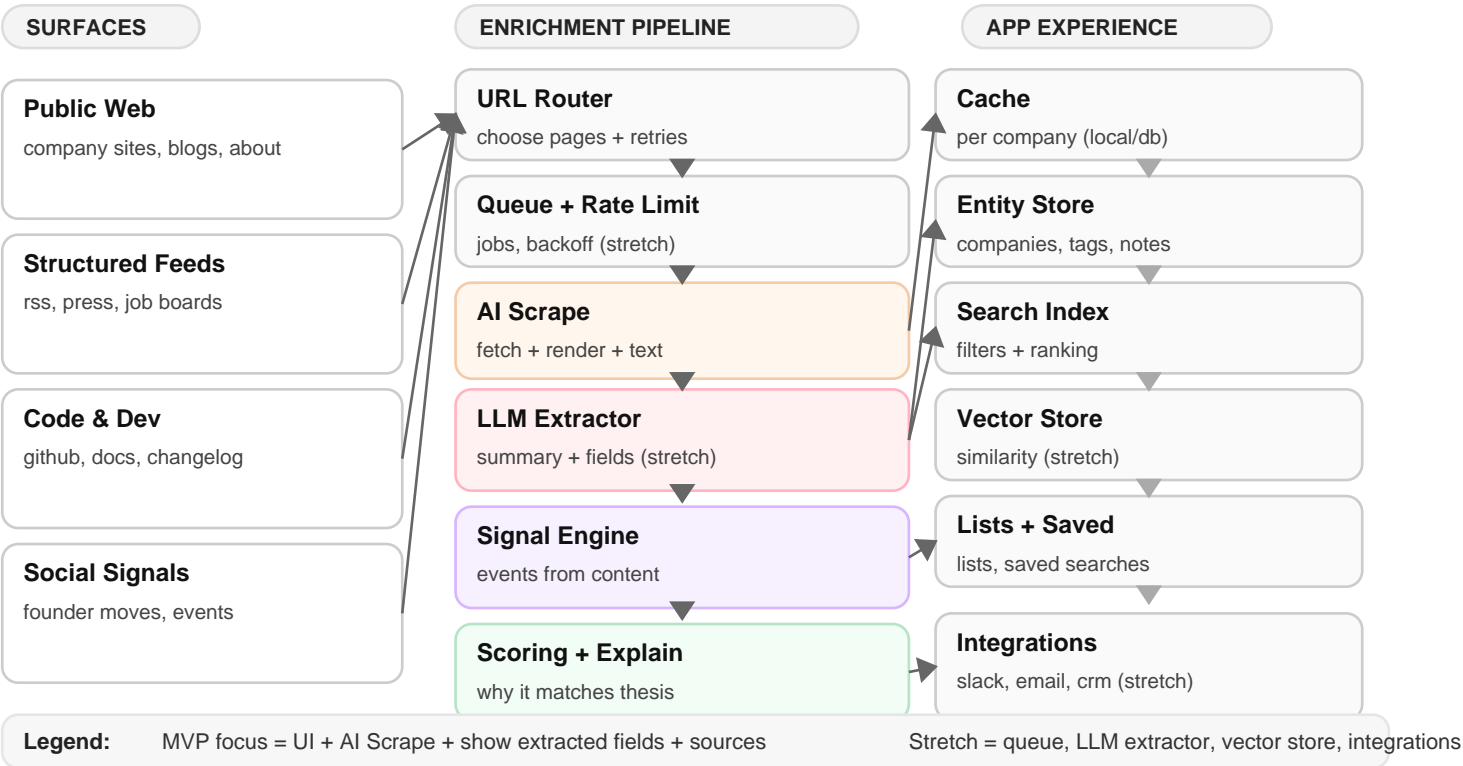 SURFACES
ENRICHMENT PIPELINE
APP EXPERIENCE
Public Web
company sites, blogs, about
Structured Feeds
rss, press, job boards
Code & Dev
github, docs, changelog
Social Signals
founder moves, events
URL Router
choose pages + retries
Queue + Rate Limit
jobs, backoff (stretch)
AI Scrape
fetch + render + text
LLM Extractor
summary + fields (stretch)
Signal Engine
events from content
Scoring + Explain
why it matches thesis
Cache
per company (local/db)
Entity Store
companies, tags, notes
Search Index
filters + ranking
Vector Store
similarity (stretch)
Lists + Saved
lists, saved searches
Integrations
slack, email, crm (stretch)
Legend: MVP focus = UI + AI Scrape + show extracted fields + sources Stretch = queue, LLM extractor, vector store, integrations